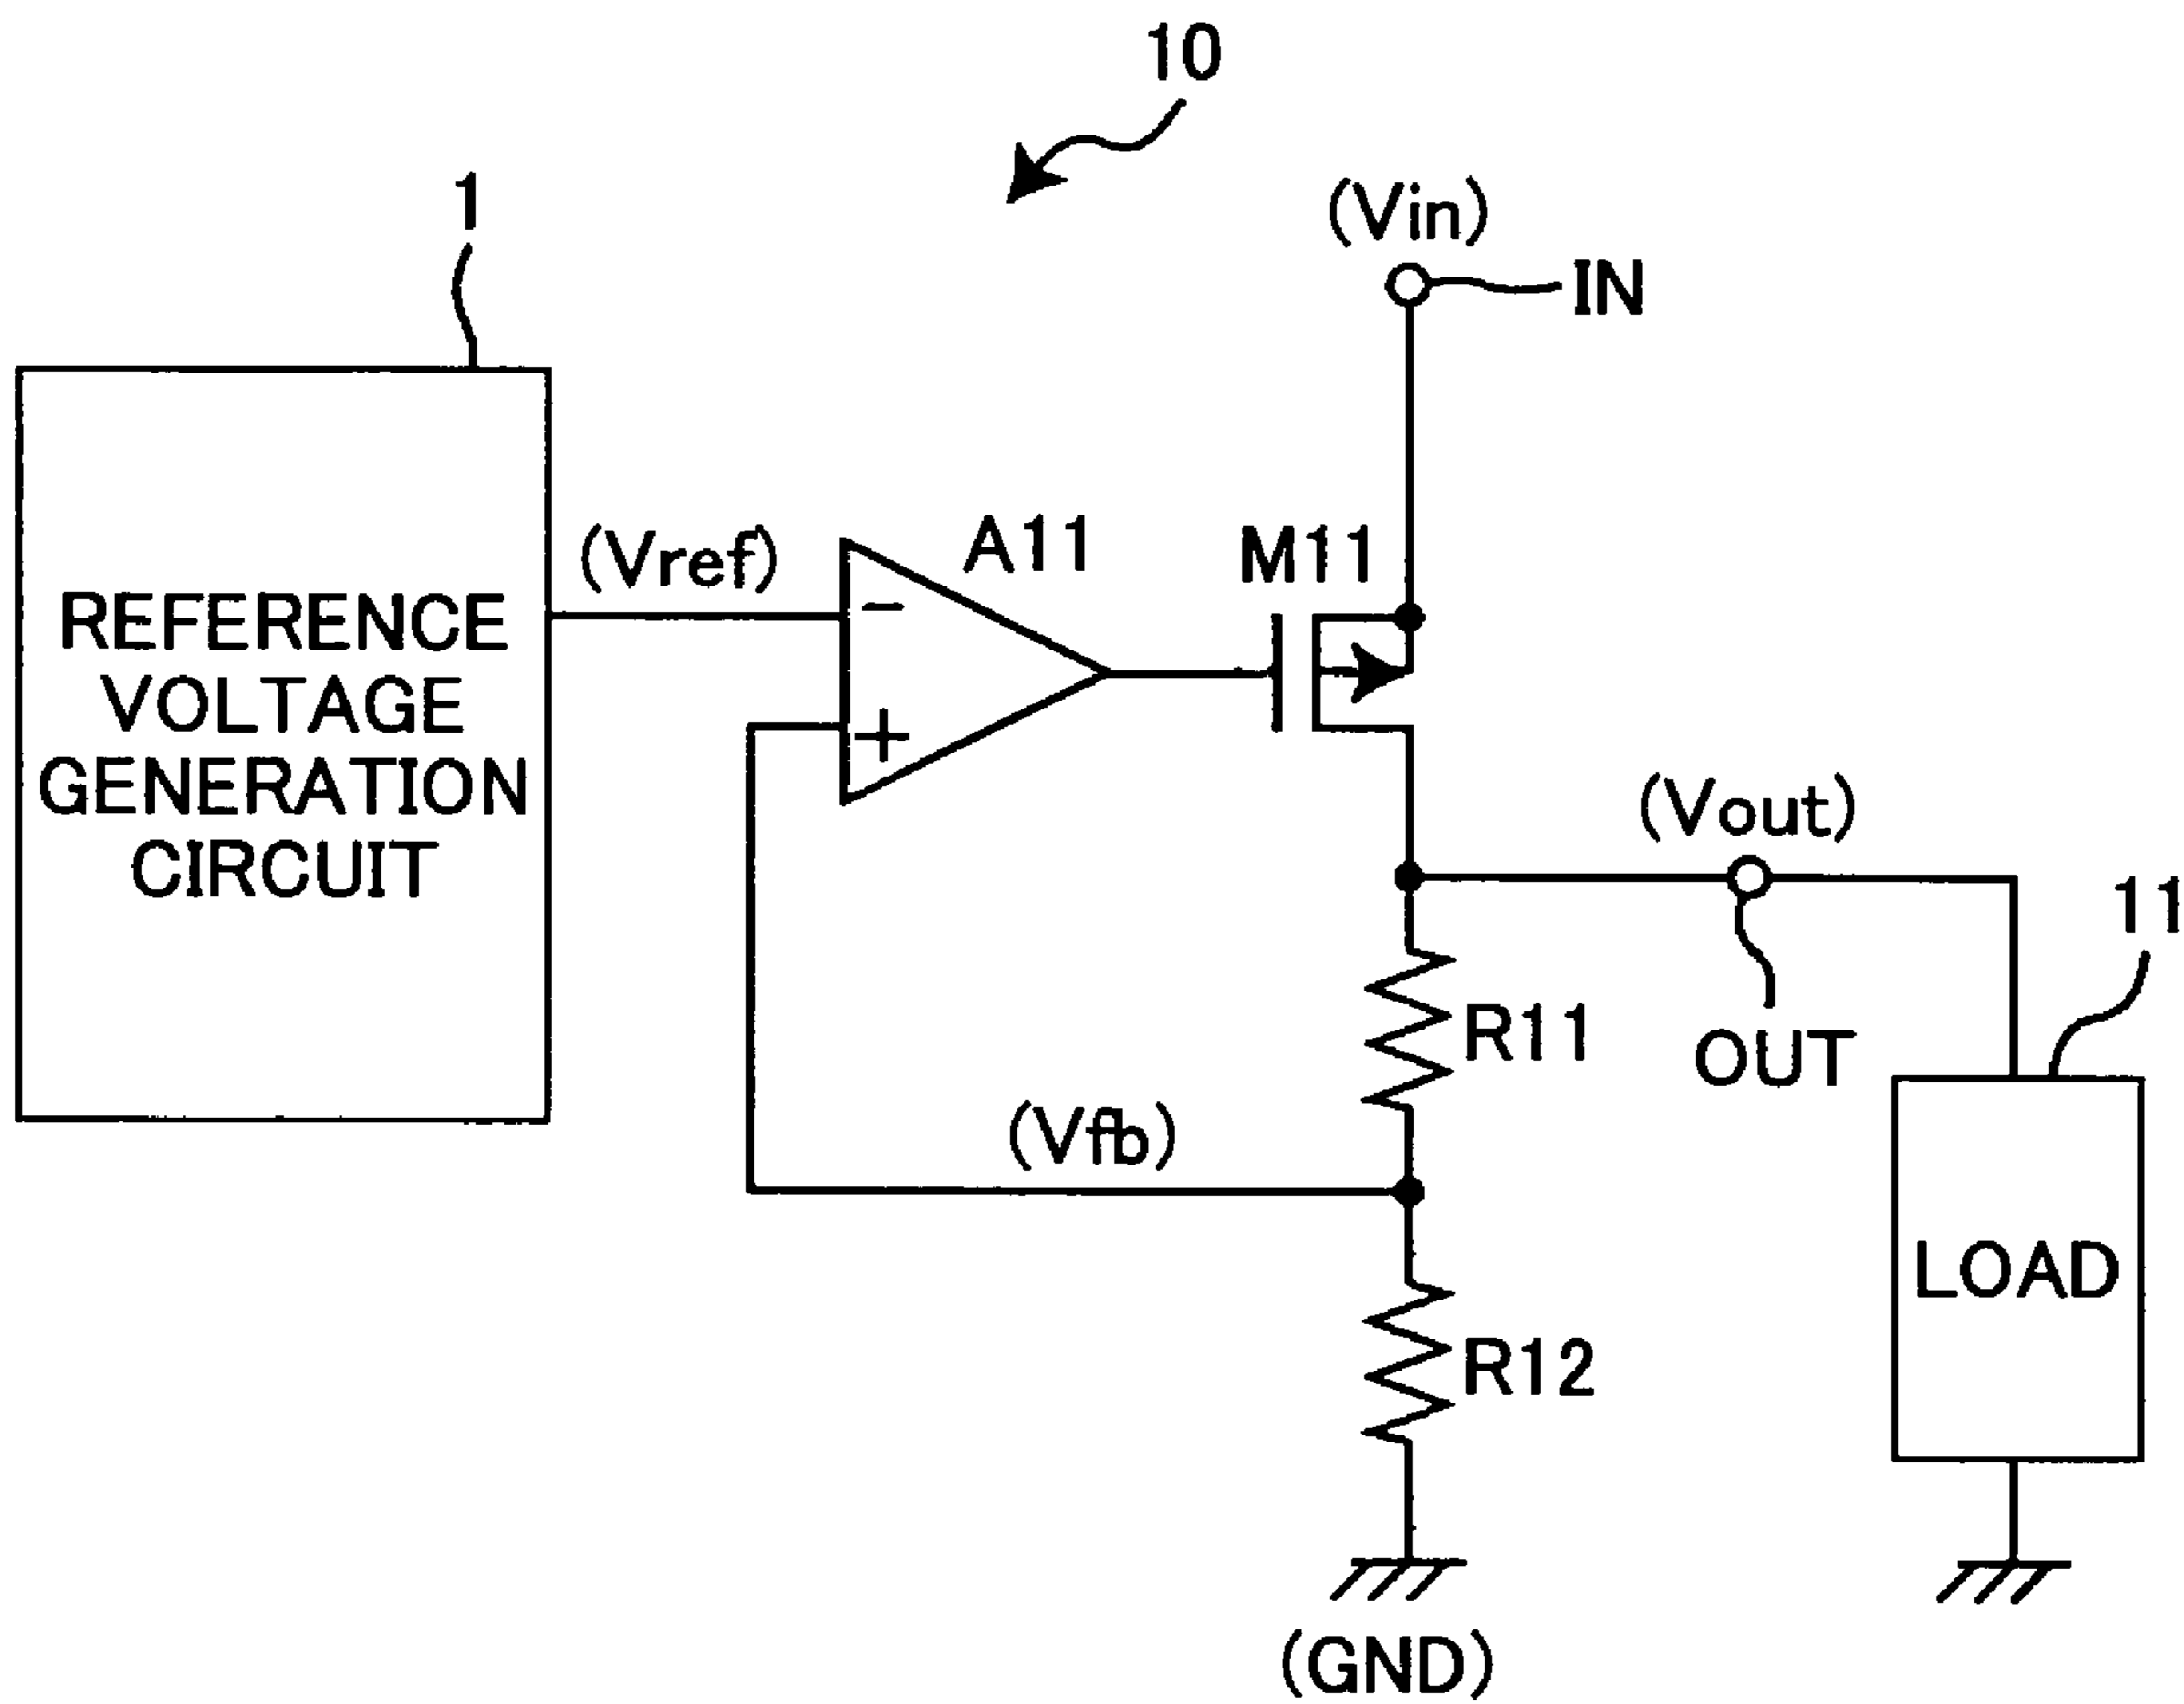 10
1
(Vin)
IN
(Vref)
A11
M11
-
+
REFERENCE
VOLTAGE
GENERATION
CIRCUIT
(Vout)
11
R11
OUT
(Vfb)
LOAD
R12
(GND)